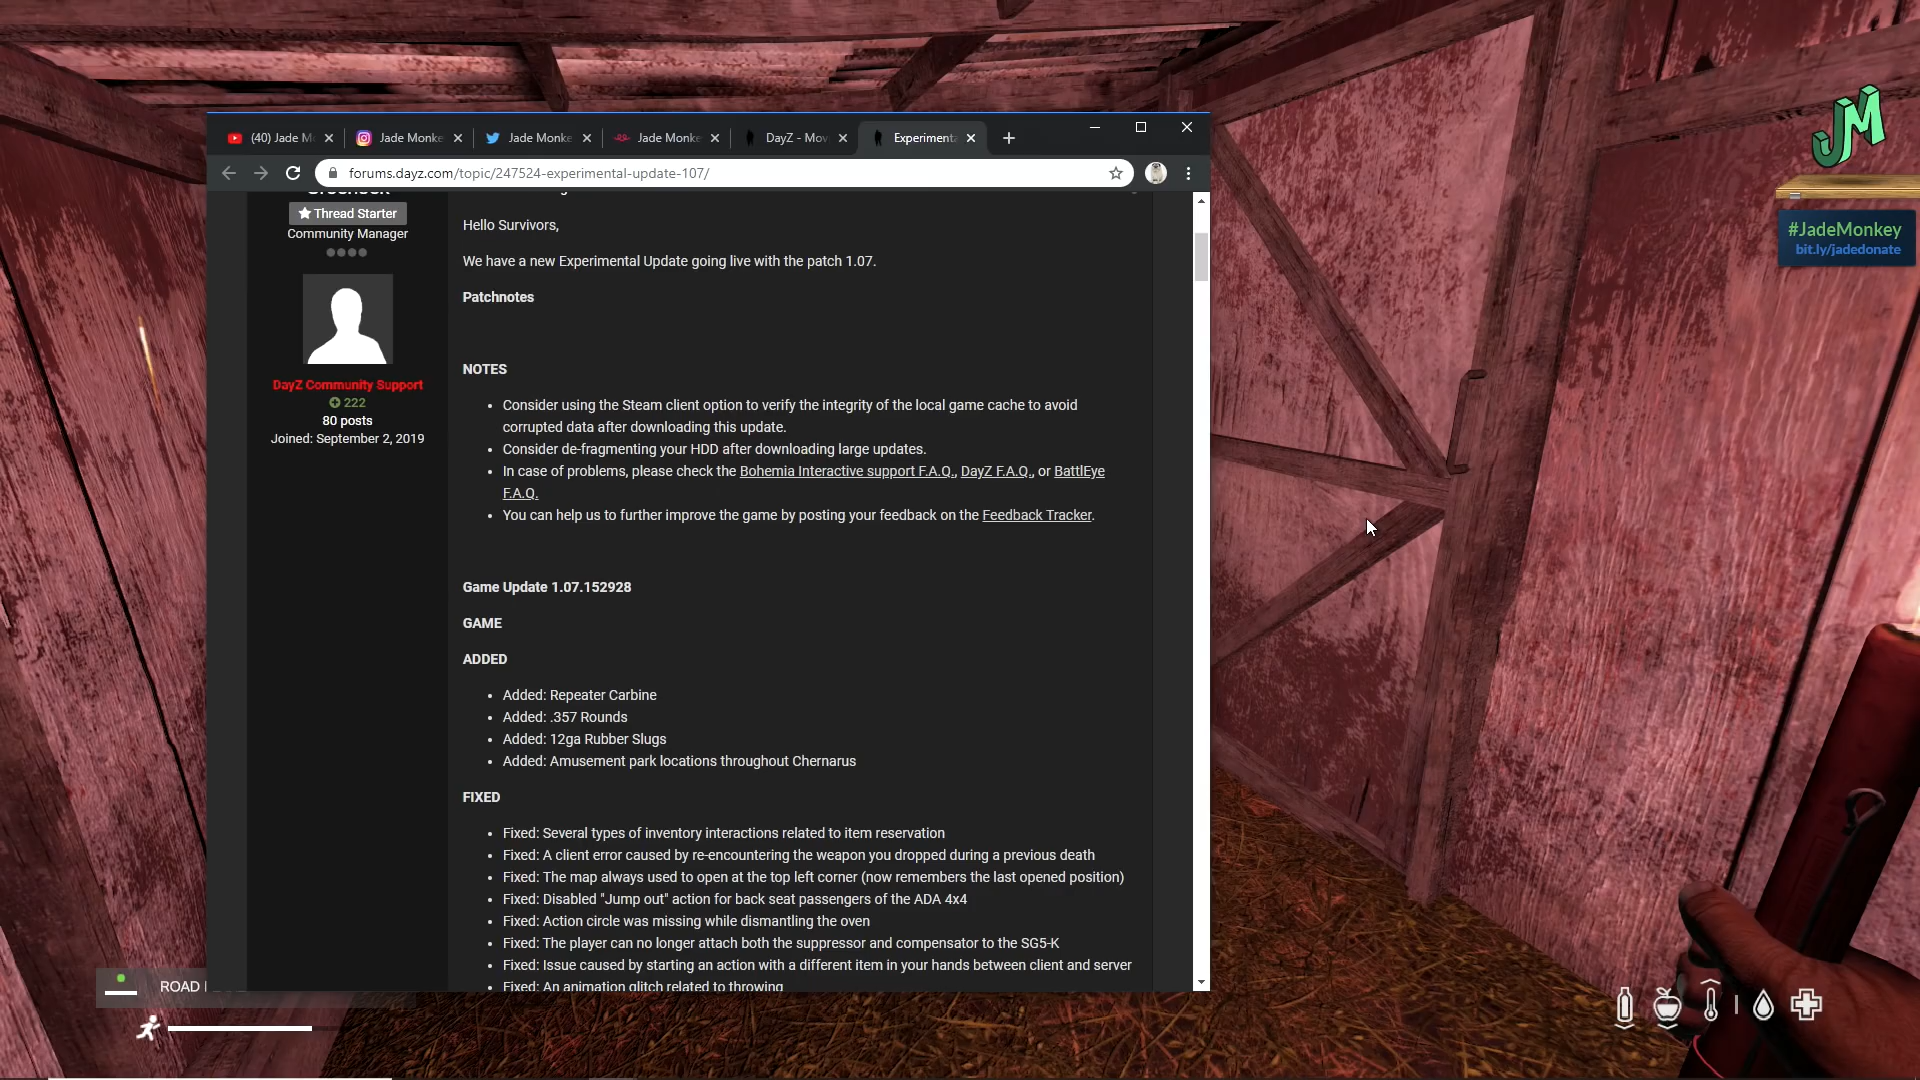 (40) Jade M
Jade Monke
Jade Monke
Jade Monke
DayZ - Mov
Experimenta
forums.dayz.com/topic/247524-experimental-update-107/
JM
#JadeMonkey
bit.ly/jadedonate
Thread Starter
Community Manager
DayZ Community Support
222
80 posts
Joined: September 2, 2019
Hello Survivors,
We have a new Experimental Update going live with the patch 1.07.
Patchnotes
NOTES
• Consider using the Steam client option to verify the integrity of the local game cache to avoid
corrupted data after downloading this update.
• Consider de-fragmenting your HDD after downloading large updates.
• In case of problems, please check the Bohemia Interactive support F.A.Q., DayZ F.A.Q., or BattlEye
F.A.Q.
• You can help us to further improve the game by posting your feedback on the Feedback Tracker.
Game Update 1.07.152928
GAME
ADDED
• Added: Repeater Carbine
• Added: .357 Rounds
• Added: 12ga Rubber Slugs
• Added: Amusement park locations throughout Chernarus
FIXED
• Fixed: Several types of inventory interactions related to item reservation
• Fixed: A client error caused by re-encountering the weapon you dropped during a previous death
• Fixed: The map always used to open at the top left corner (now remembers the last opened position)
• Fixed: Disabled "Jump out" action for back seat passengers of the ADA 4x4
• Fixed: Action circle was missing while dismantling the oven
• Fixed: The player can no longer attach both the suppressor and compensator to the SG5-K
• Fixed: Issue caused by starting an action with a different item in your hands between client and server
• Fixed: An animation glitch related to throwing
ROAD